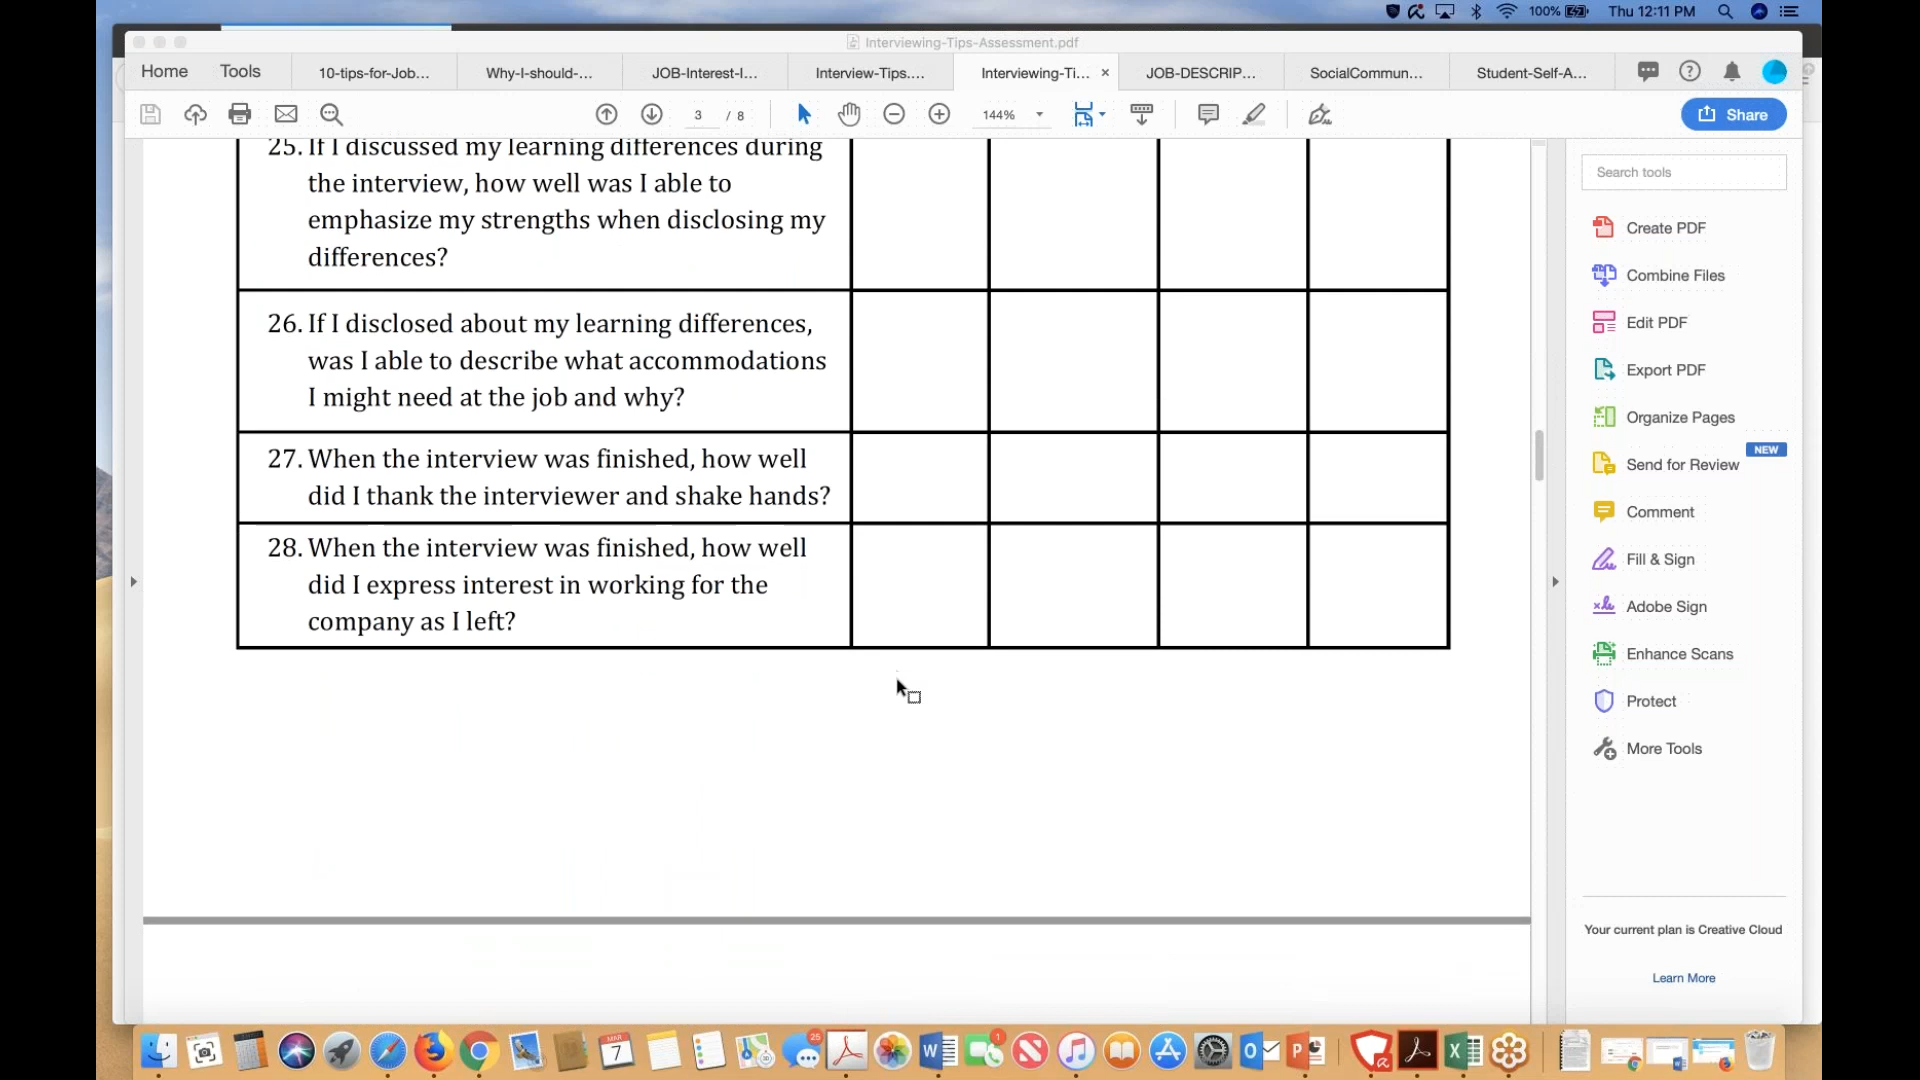 100% Thu 12:11 PM
Interviewing-Tips-Assessment.pdf
Home Tools 10-tips-for-Job... Why-I-should-... JOB-Interest-I... Interview-Tips.... Interviewing-Ti... × JOB-DESCRIP... SocialCommun... Student-Self-A...
3 / 8 144% Share
25. If I discussed my learning differences during
the interview, how well was I able to
emphasize my strengths when disclosing my
differences?
26. If I disclosed about my learning differences,
was I able to describe what accommodations
I might need at the job and why?
27. When the interview was finished, how well
did I thank the interviewer and shake hands?
28. When the interview was finished, how well
did I express interest in working for the
company as I left?
Search tools
Create PDF
Combine Files
Edit PDF
Export PDF
Organize Pages
NEW
Send for Review
Comment
Fill & Sign
Adobe Sign
Enhance Scans
Protect
More Tools
Your current plan is Creative Cloud
Learn More
MAR
7
25
1